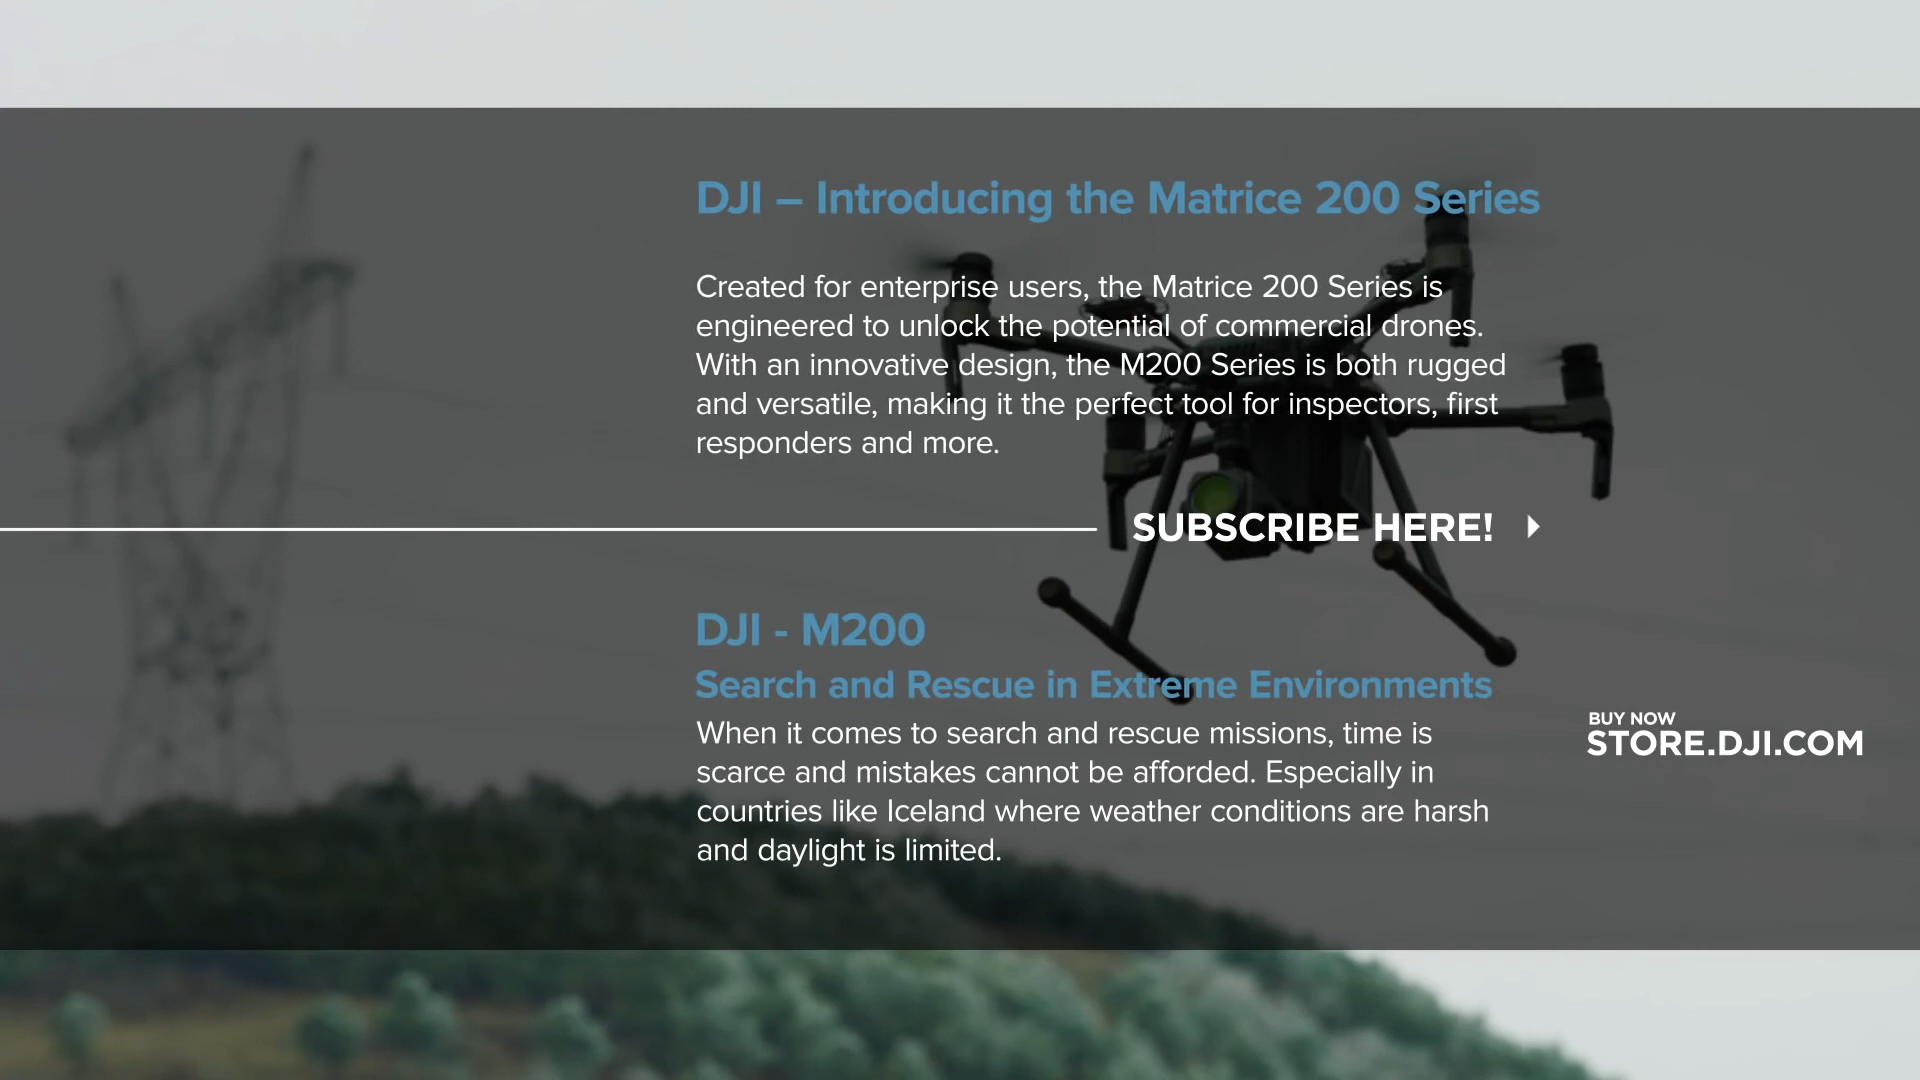 DJI – Introducing the Matrice 200 Series
Created for enterprise users, the Matrice 200 Series is
engineered to unlock the potential of commercial drones.
With an innovative design, the M200 Series is both rugged
and versatile, making it the perfect tool for inspectors, first
responders and more.
SUBSCRIBE HERE!
DJI - M200
Search and Rescue in Extreme Environments
When it comes to search and rescue missions, time is
scarce and mistakes cannot be afforded. Especially in
countries like Iceland where weather conditions are harsh
and daylight is limited.
BUY NOW
STORE.DJI.COM